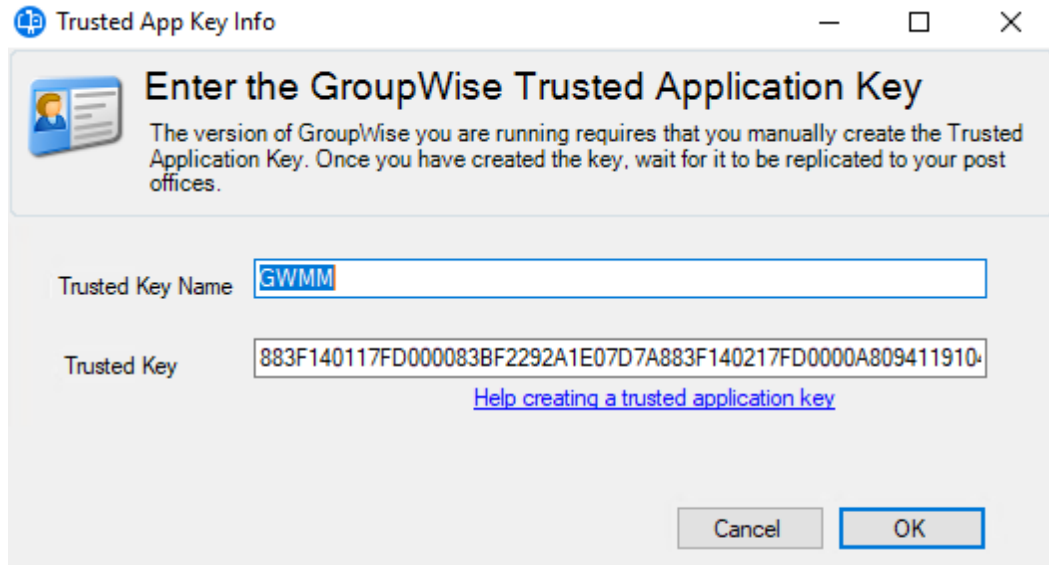 Trusted App Key Info
Enter the GroupWise Trusted Application Key
The version of GroupWise you are running requires that you manually create the Trusted
Application Key. Once you have created the key, wait for it to be replicated to your post
offices.
Trusted Key Name GWMM
Trusted Key 883F140117FD000083BF2292A1E07D7A883F140217FD0000A809411910
Help creating a trusted application key
Cancel OK